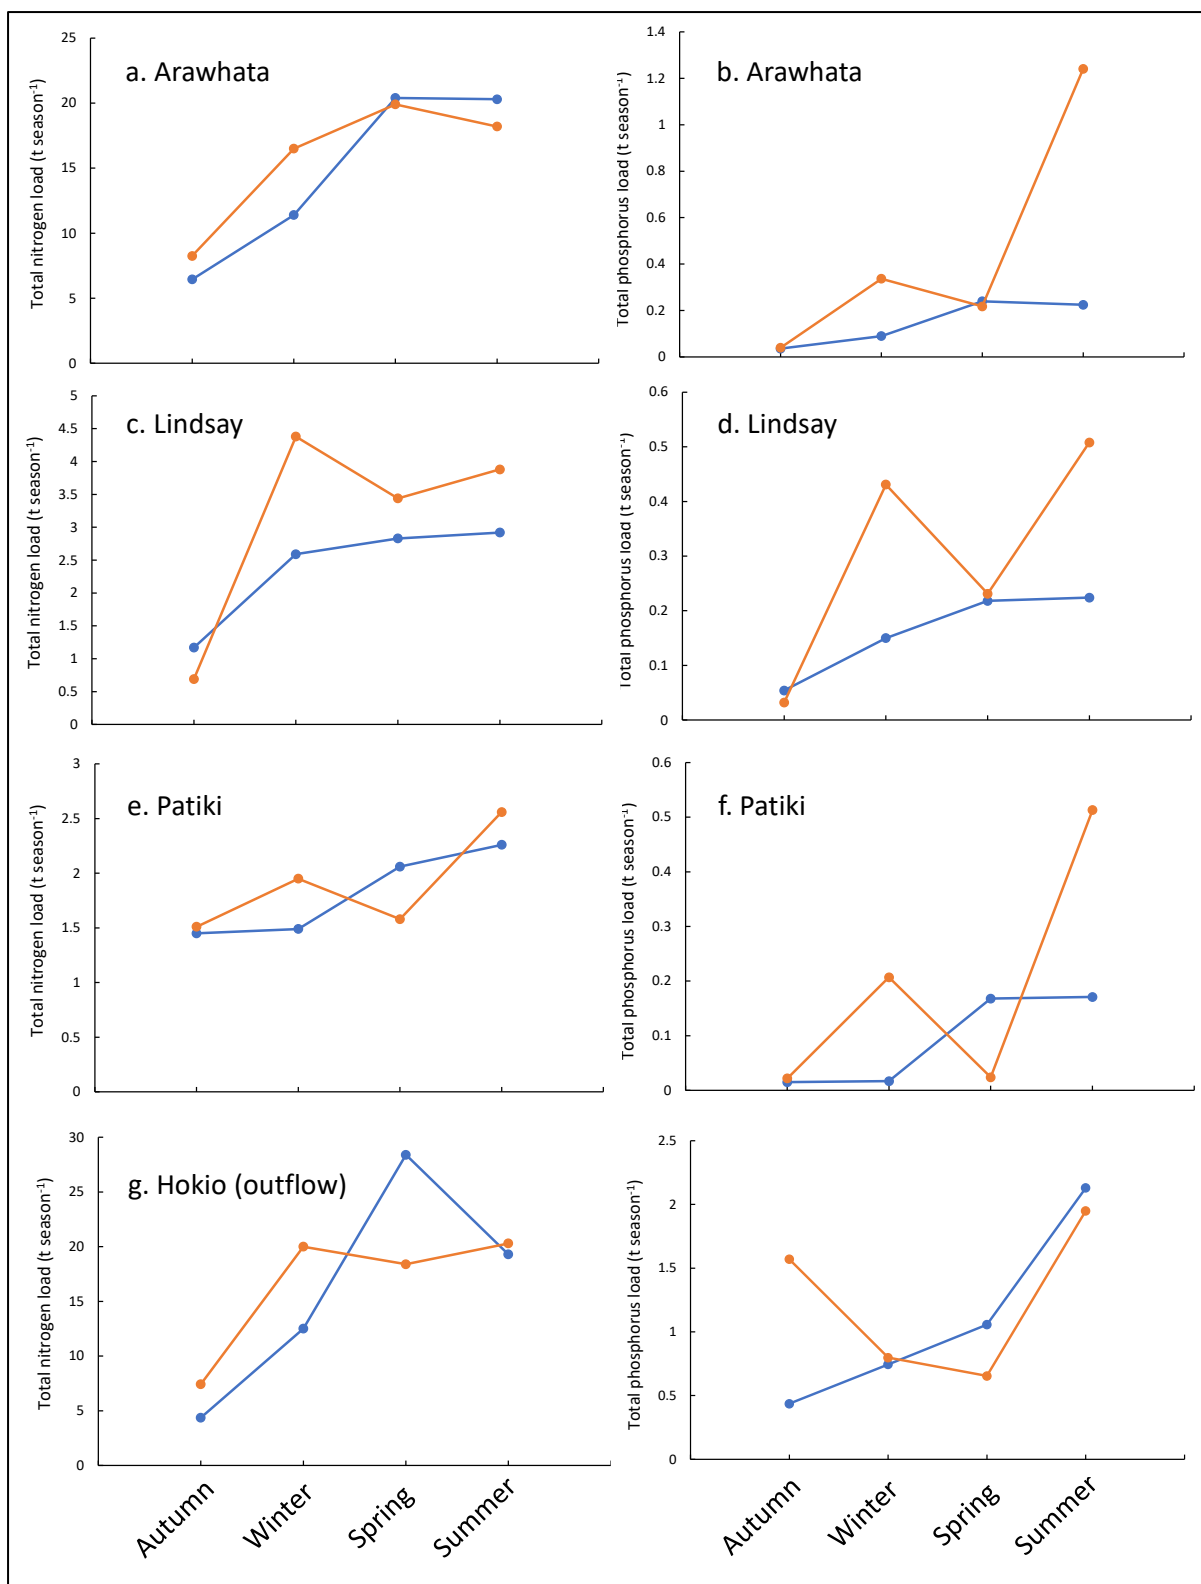 a. Arawhata
Total nitrogen load (t season⁻¹)
25
20
15
10
5
0
b. Arawhata
Total phosphorus load (t season⁻¹)
1.4
1.2
1
0.8
0.6
0.4
0.2
0
c. Lindsay
Total nitrogen load (t season⁻¹)
5
4.5
4
3.5
3
2.5
2
1.5
1
0.5
0
d. Lindsay
Total phosphorus load (t season⁻¹)
0.6
0.5
0.4
0.3
0.2
0.1
0
e. Patiki
Total nitrogen load (t season⁻¹)
3
2.5
2
1.5
1
0.5
0
f. Patiki
Total phosphorus load (t season⁻¹)
0.6
0.5
0.4
0.3
0.2
0.1
0
g. Hokio (outflow)
Total nitrogen load (t season⁻¹)
30
25
20
15
10
5
0
Autumn
Winter
Spring
Summer
Total phosphorus load (t season⁻¹)
2.5
2
1.5
1
0.5
0
Autumn
Winter
Spring
Summer